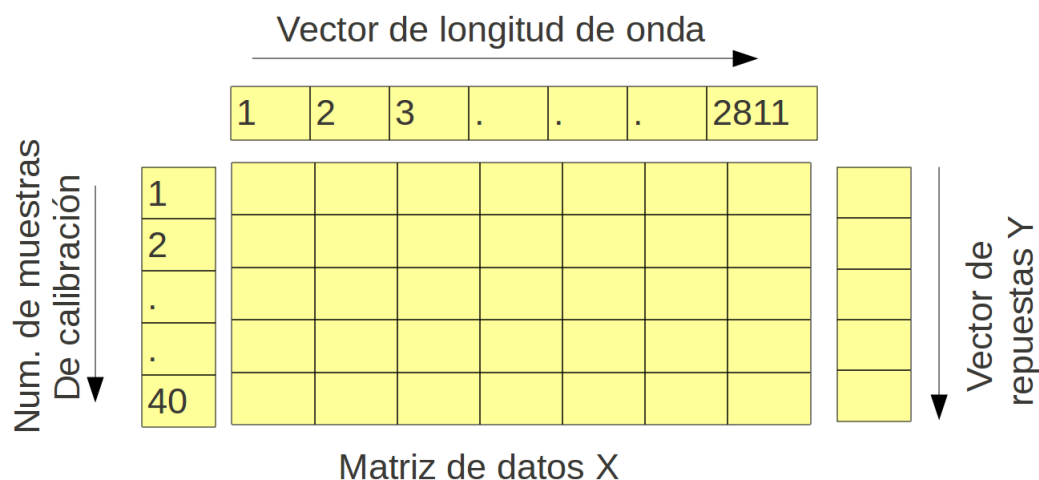 Vector de longitud de onda
1 2 3 . . . 2811
Num. de muestras
De calibración
1
2
.
.
40
Vector de
repuestas Y
Matriz de datos X